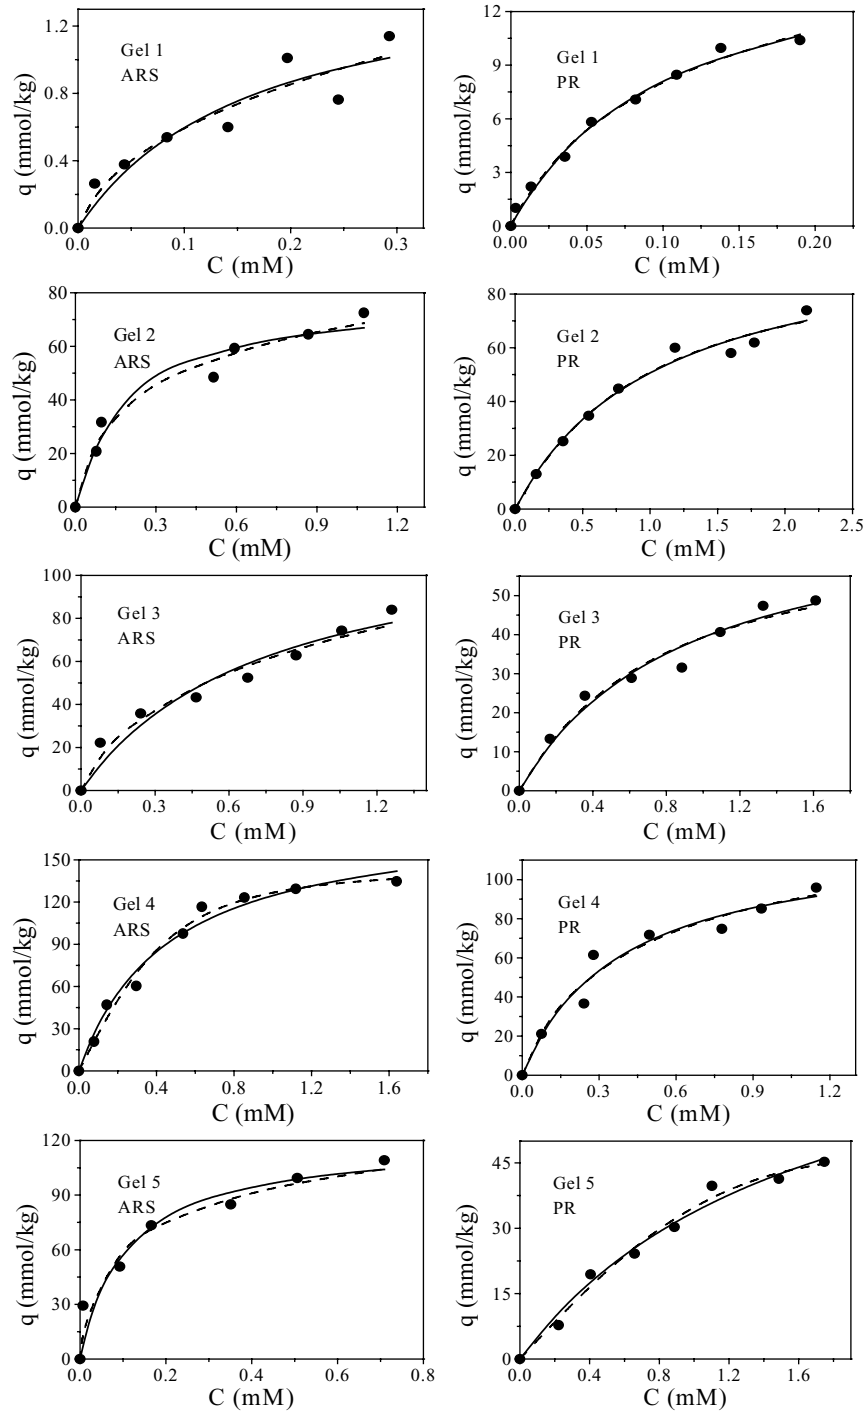 1.2
0.8
0.4
0.0
q (mmol/kg)
Gel 1
ARS
0.0 0.1 0.2 0.3
C (mM)
12
9
6
3
0
q (mmol/kg)
Gel 1
PR
0.00 0.05 0.10 0.15 0.20
C (mM)
80
60
40
20
0
q (mmol/kg)
Gel 2
ARS
0.0 0.3 0.6 0.9 1.2
C (mM)
80
60
40
20
0
q (mmol/kg)
Gel 2
PR
0.0 0.5 1.0 1.5 2.0 2.5
C (mM)
100
80
60
40
20
0
q (mmol/kg)
Gel 3
ARS
0.0 0.3 0.6 0.9 1.2
C (mM)
50
40
30
20
10
0
q (mmol/kg)
Gel 3
PR
0.0 0.4 0.8 1.2 1.6
C (mM)
150
120
90
60
30
0
q (mmol/kg)
Gel 4
ARS
0.0 0.4 0.8 1.2 1.6
C (mM)
100
80
60
40
20
0
q (mmol/kg)
Gel 4
PR
0.0 0.3 0.6 0.9 1.2
C (mM)
120
90
60
30
0
q (mmol/kg)
Gel 5
ARS
0.0 0.2 0.4 0.6 0.8
C (mM)
45
30
15
0
q (mmol/kg)
Gel 5
PR
0.0 0.4 0.8 1.2 1.6
C (mM)